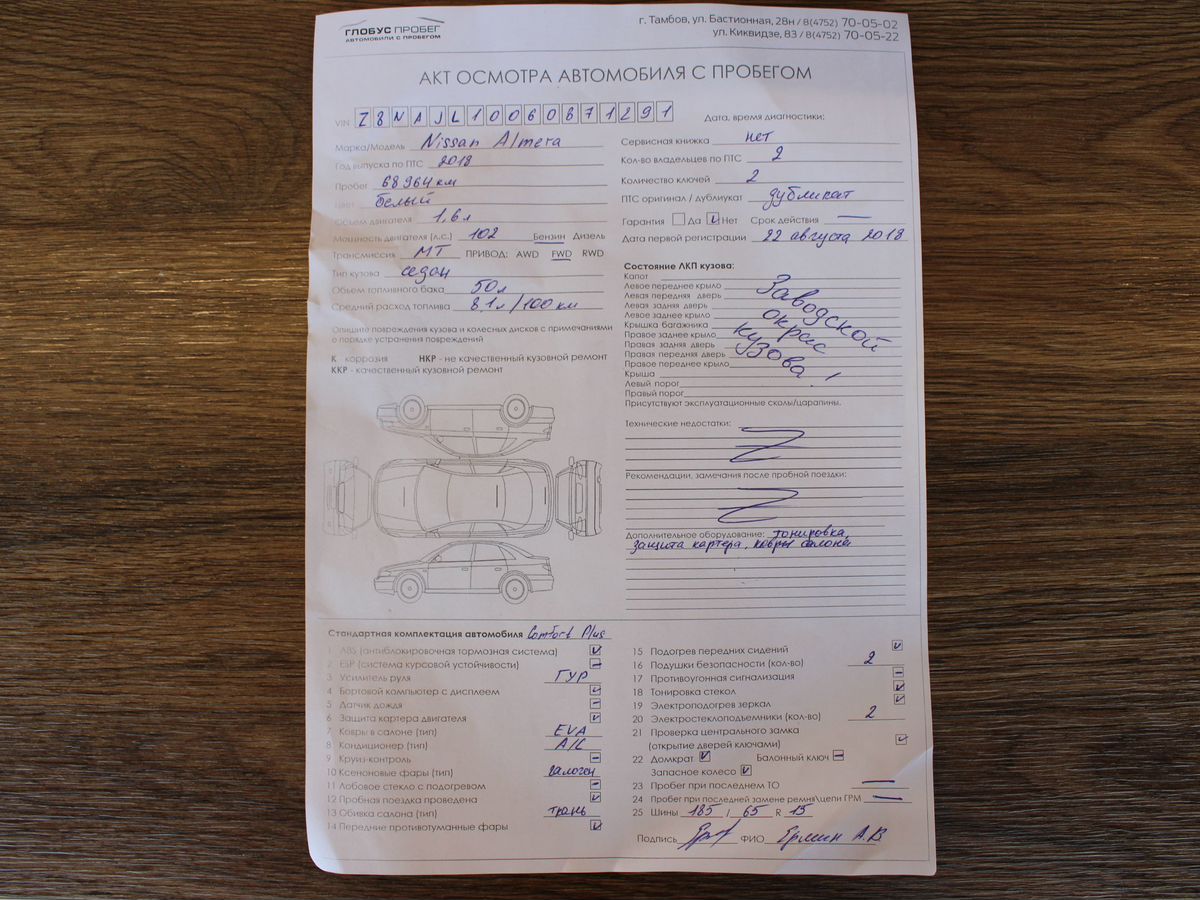 ГЛОБУС ПРОБЕГ
АВТОМОБИЛИ С ПРОБЕГОМ
г. Тамбов, ул. Бастионная, 28н / 8(4752) 70-05-02
ул. Киквидзе, 83 / 8(4752) 70-05-22
АКТ ОСМОТРА АВТОМОБИЛЯ С ПРОБЕГОМ
VIN Z8NAJL10060871291
Марка/Модель Nissan Almera
Год выпуска по ПТС 2018
Пробег 68964 км
Цвет белый
Объем двигателя 1,6 л
Мощность двигателя (л.с.) 102 Бензин Дизель
Трансмиссия МТ ПРИВОД: AWD FWD RWD
Тип кузова седан
Объем топливного бака 50 л
Средний расход топлива 8,1 л/100 км
Опишите повреждения кузова и колесных дисков с примечаниями
о порядке устранения повреждений
К - коррозия НКР - не качественный кузовной ремонт
ККР - качественный кузовной ремонт
Дата, время диагностики:
Сервисная книжка нет
Кол-во владельцев по ПТС 2
Количество ключей 2
ПТС оригинал / дубликат дубликат
Гарантия Да Нет Срок действия —
Дата первой регистрации 22 августа 2018
Состояние ЛКП кузова:
Капот
Левое переднее крыло
Левая передняя дверь
Левая задняя дверь
Левое заднее крыло
Крышка багажника
Правое заднее крыло
Правая задняя дверь
Правая передняя дверь
Правое переднее крыло
Крыша
Левый порог
Правый порог
Заводской
окрас
кузова!
Присутствуют эксплуатационные сколы/царапины.
Технические недостатки:
Рекомендации, замечания после пробной поездки:
Дополнительное оборудование: тонировка,
защита картера, ковры салона
Стандартная комплектация автомобиля Comfort Plus
1 ABS (антиблокировочная тормозная система)
2 ESP (система курсовой устойчивости) —
3 Усилитель руля ГУР
4 Бортовой компьютер с дисплеем
5 Датчик дождя —
6 Защита картера двигателя
7 Ковры в салоне (тип) EVA
8 Кондиционер (тип) A/C
9 Круиз-контроль —
10 Ксеноновые фары (тип) галоген
11 Лобовое стекло с подогревом —
12 Пробная поездка проведена
13 Обивка салона (тип) ткань
14 Передние противотуманные фары
15 Подогрев передних сидений
16 Подушки безопасности (кол-во) 2
17 Противоугонная сигнализация —
18 Тонировка стекол
19 Электроподогрев зеркал
20 Электростеклоподъемники (кол-во) 2
21 Проверка центрального замка
(открытие дверей ключами)
22 Домкрат Балонный ключ —
Запасное колесо
23 Пробег при последнем ТО —
24 Пробег при последней замене ремня\цепи ГРМ —
25 Шины 185 / 65 R 15
Подпись ФИО Ермин А.В